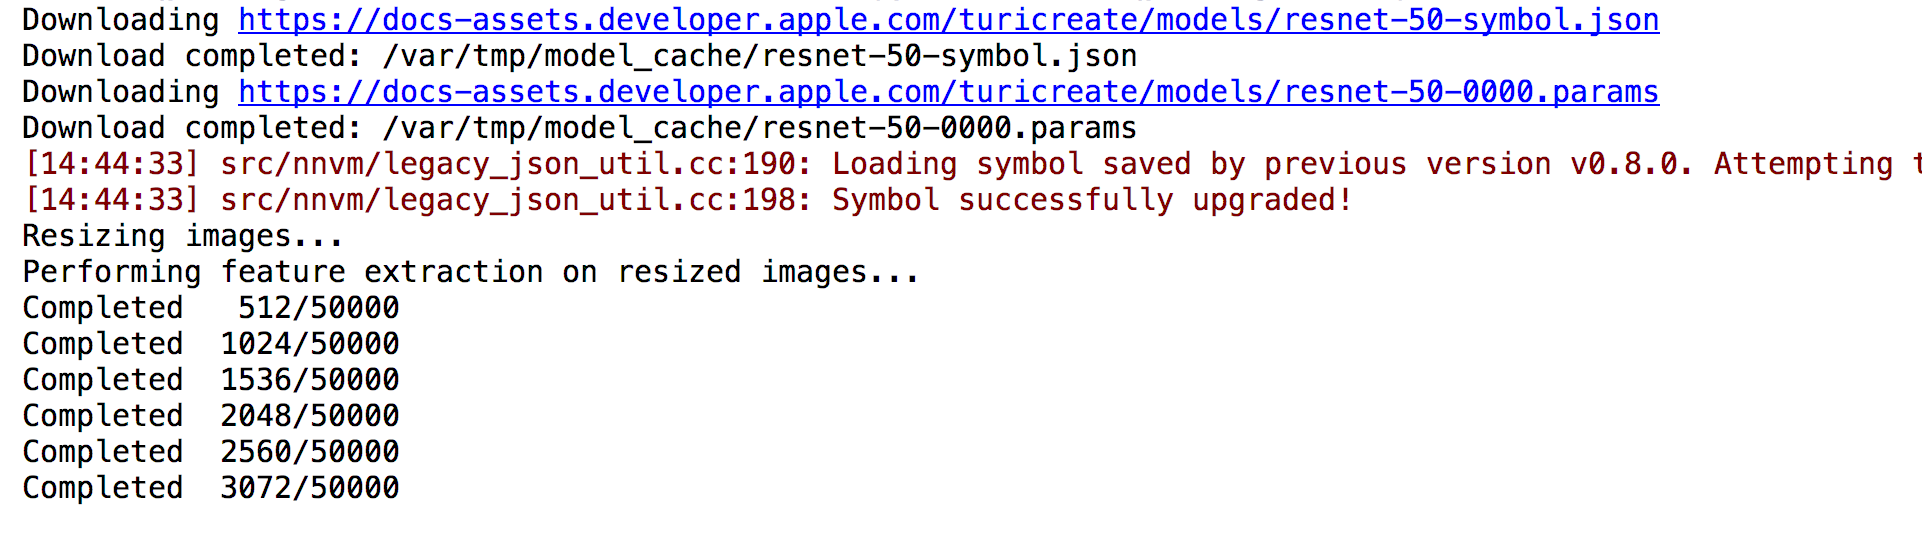 Downloading https://docs-assets.developer.apple.com/turicreate/models/resnet-50-symbol.json
Download completed: /var/tmp/model_cache/resnet-50-symbol.json
Downloading https://docs-assets.developer.apple.com/turicreate/models/resnet-50-0000.params
Download completed: /var/tmp/model_cache/resnet-50-0000.params
[14:44:33] src/nnvm/legacy_json_util.cc:190: Loading symbol saved by previous version v0.8.0. Attempting
[14:44:33] src/nnvm/legacy_json_util.cc:198: Symbol successfully upgraded!
Resizing images...
Performing feature extraction on resized images...
Completed   512/50000
Completed  1024/50000
Completed  1536/50000
Completed  2048/50000
Completed  2560/50000
Completed  3072/50000